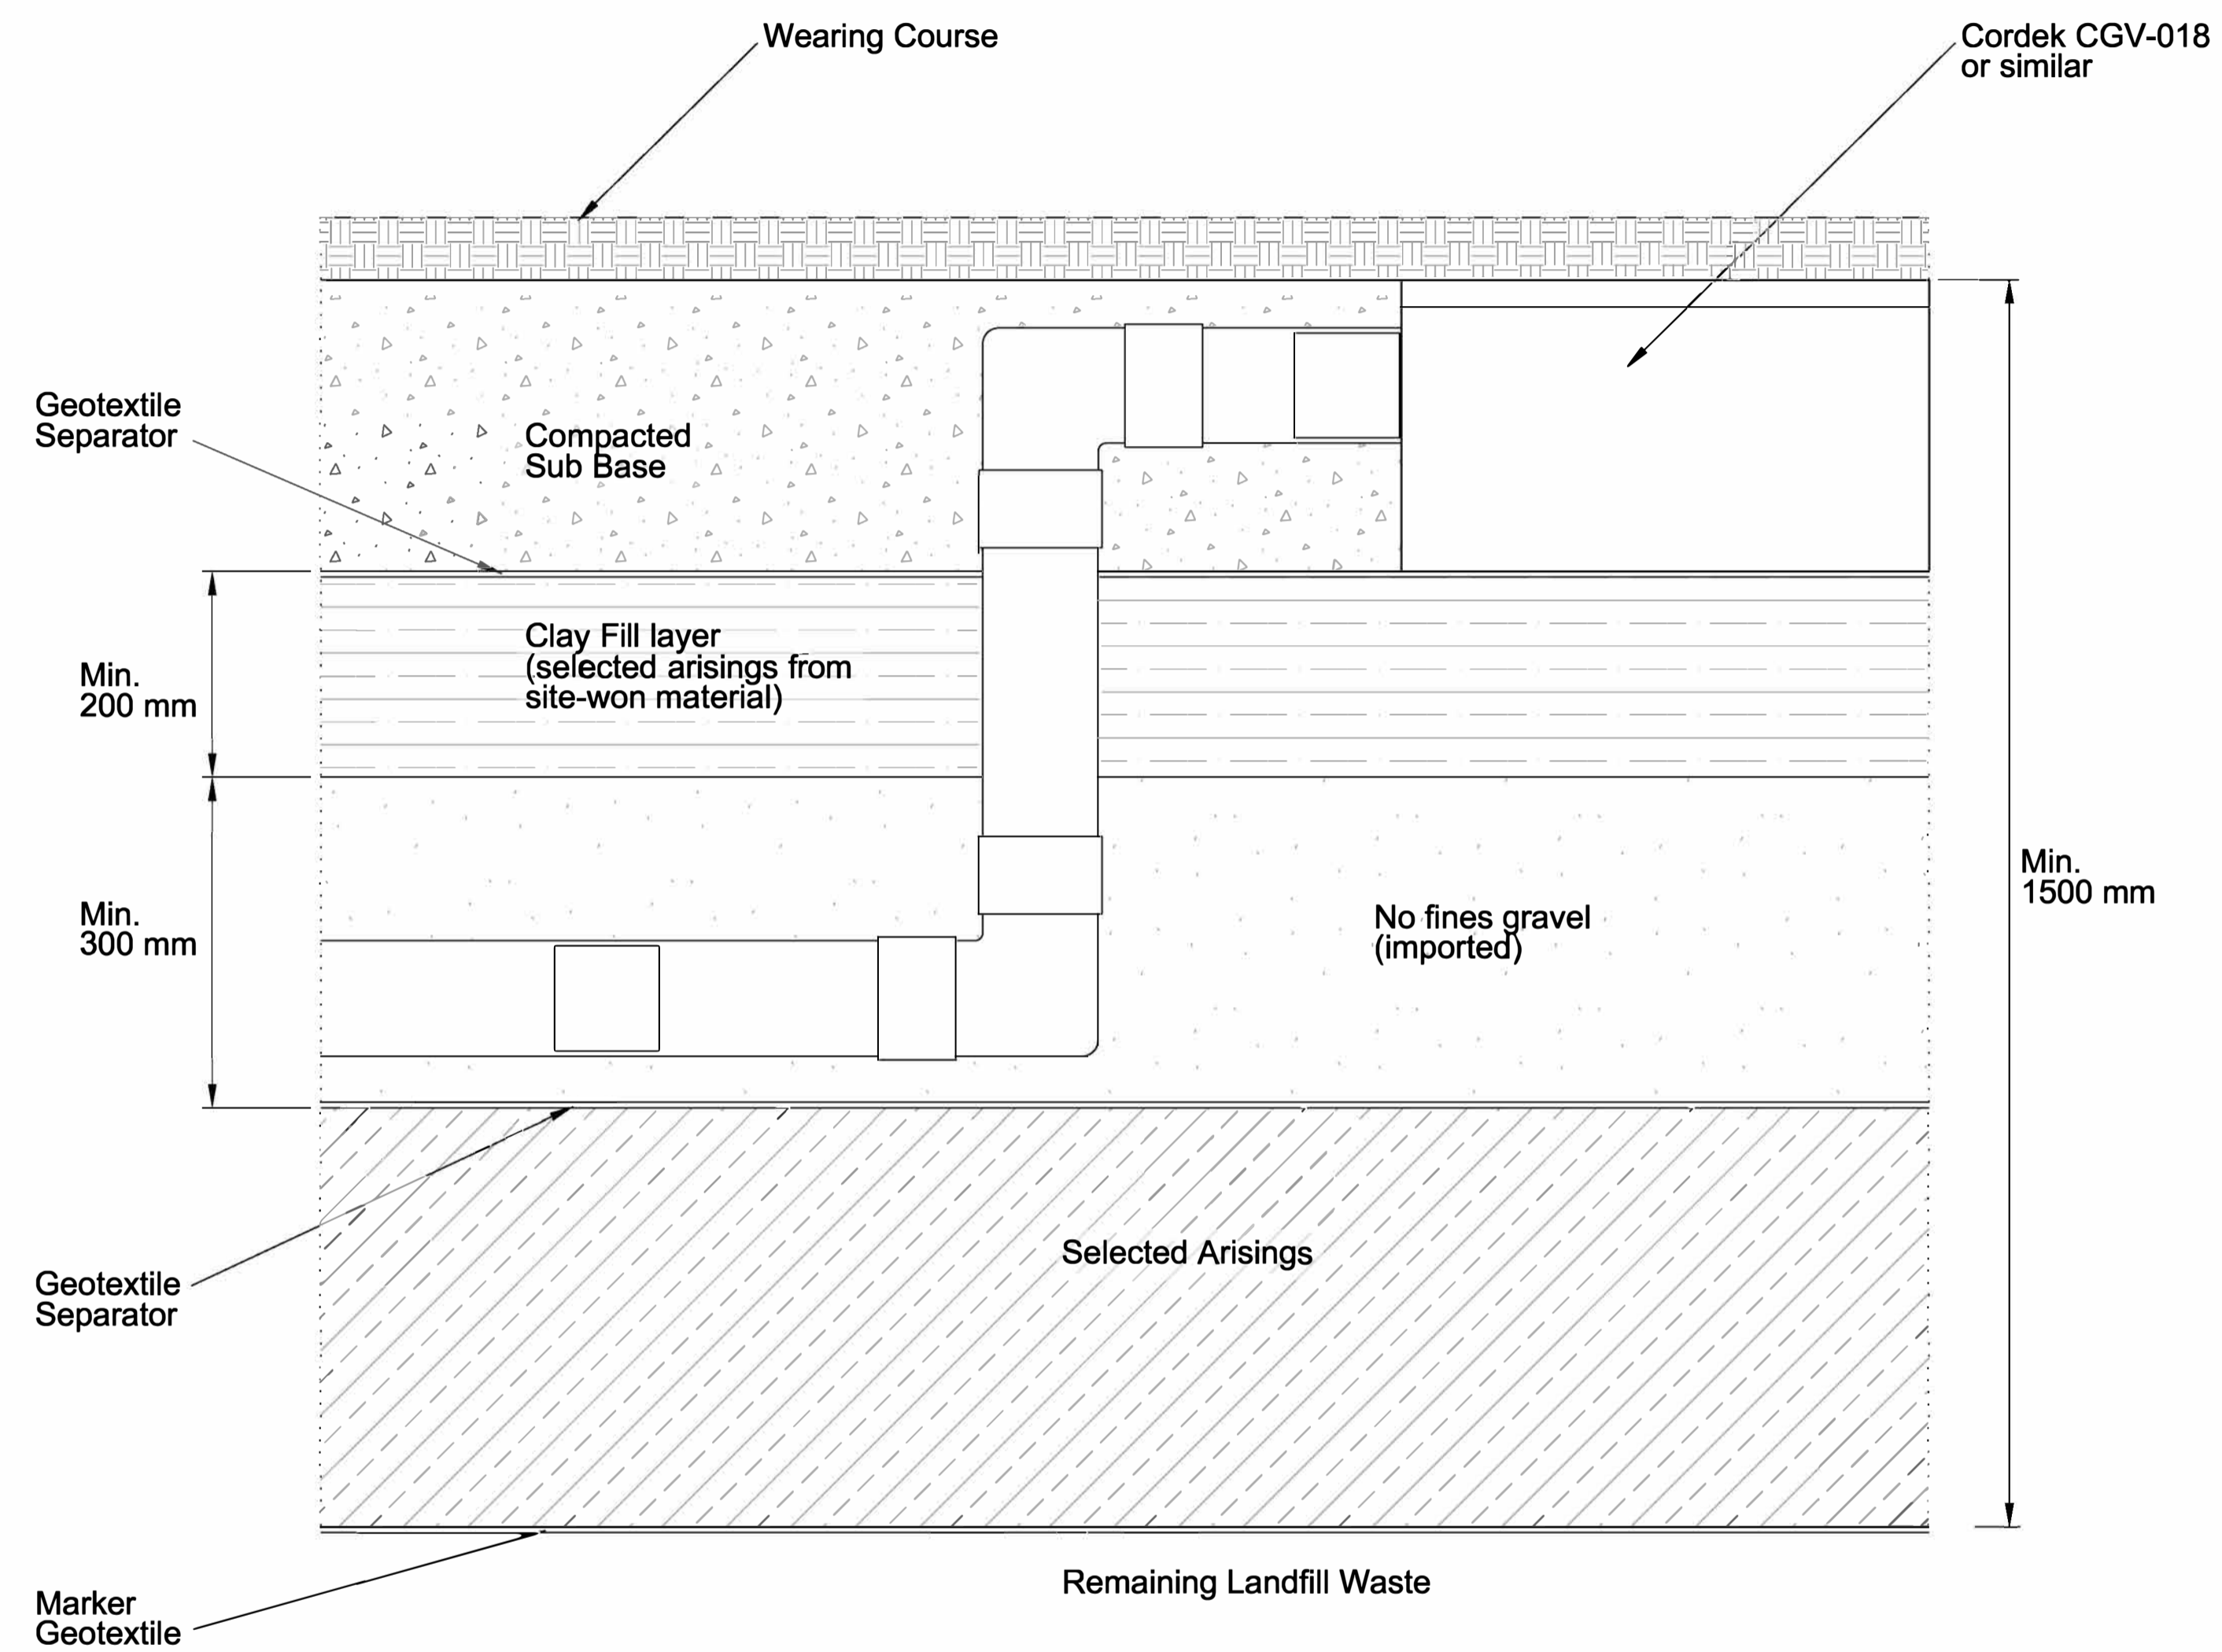 Wearing Course
Cordek CGV-018
or similar
Geotextile
Separator
Compacted
Sub Base
Clay Fill layer
(selected arisings from
site-won material)
Min.
200 mm
Min.
300 mm
No fines gravel
(imported)
Min.
1500 mm
Selected Arisings
Geotextile
Separator
Remaining Landfill Waste
Marker
Geotextile